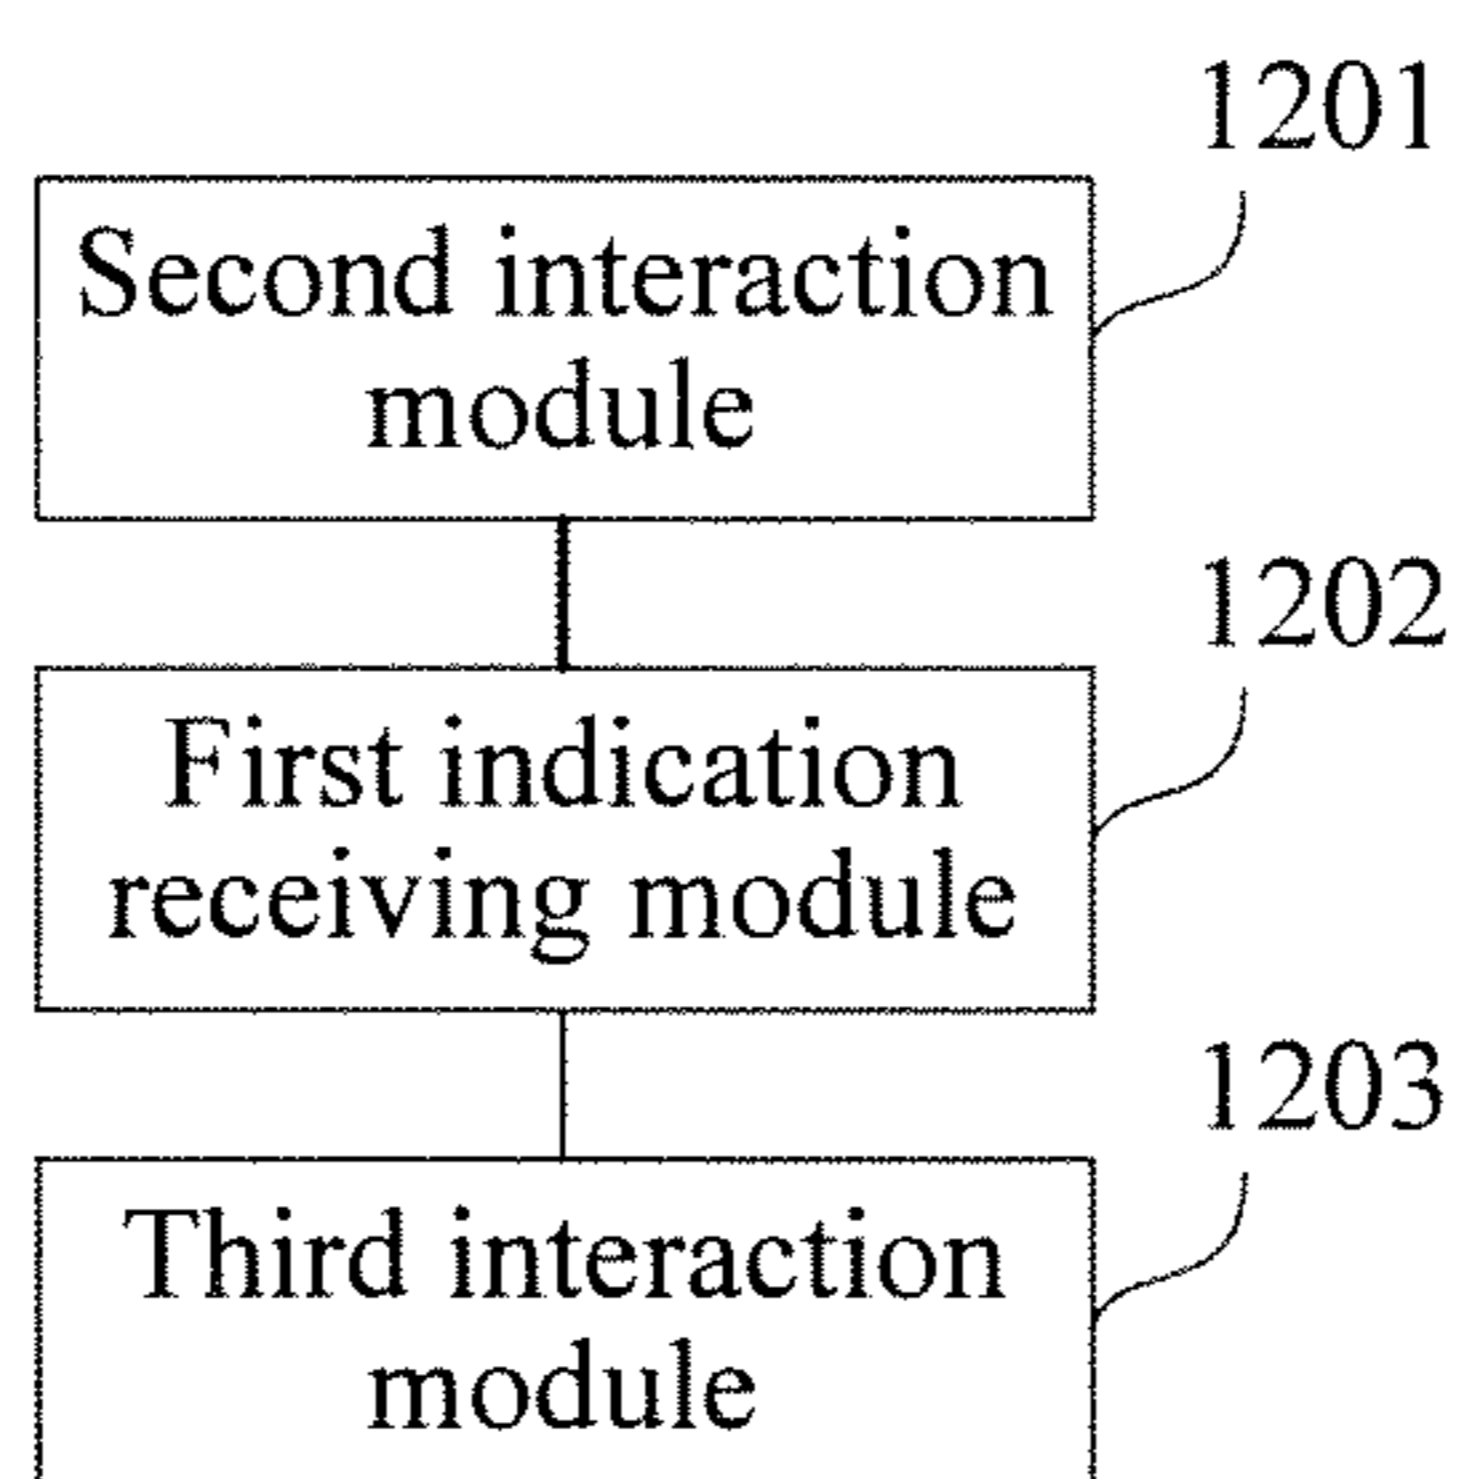 1201
Second interaction
module
1202
First indication
receiving module
1203
Third interaction
module